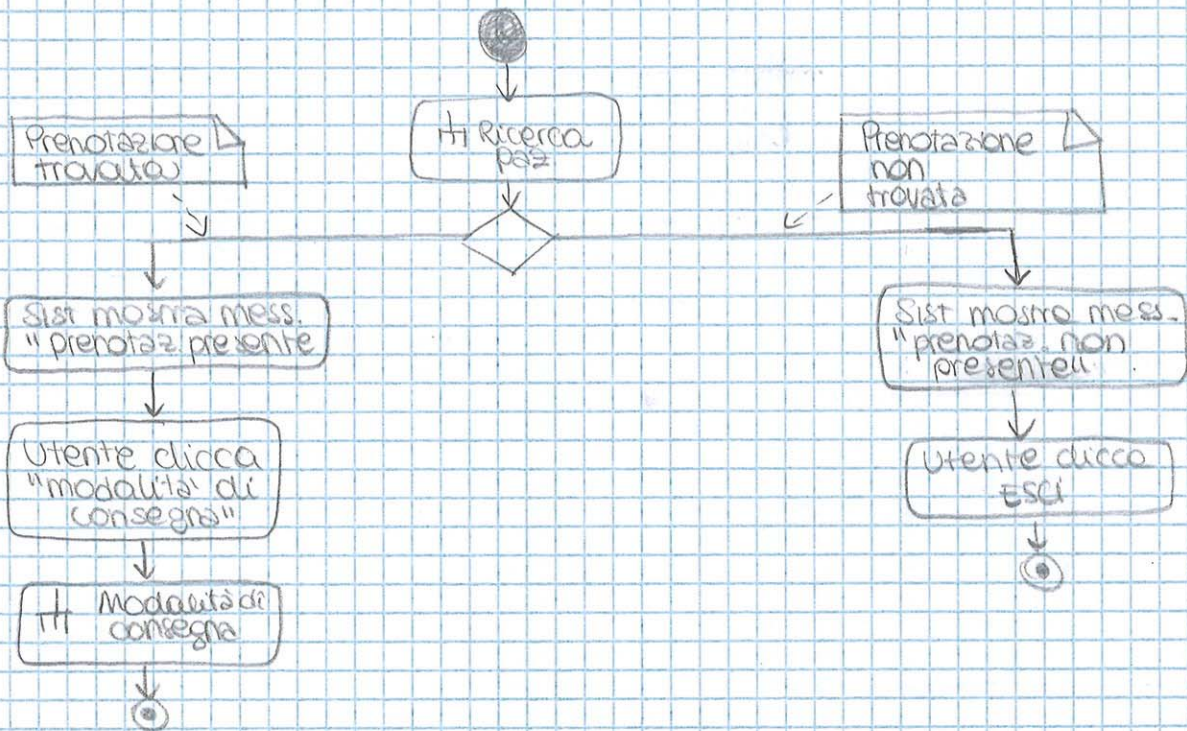 Ricerca
paz
Prenotazione
trovata
Prenotazione
non
trovata
Sist mostra mess.
"prenotaz. presente
Sist mostra mess.
"prenotaz. non
presente"
Utente clicca
"modalità di
consegna"
Utente clicca
ESCI
Modalità di
consegna